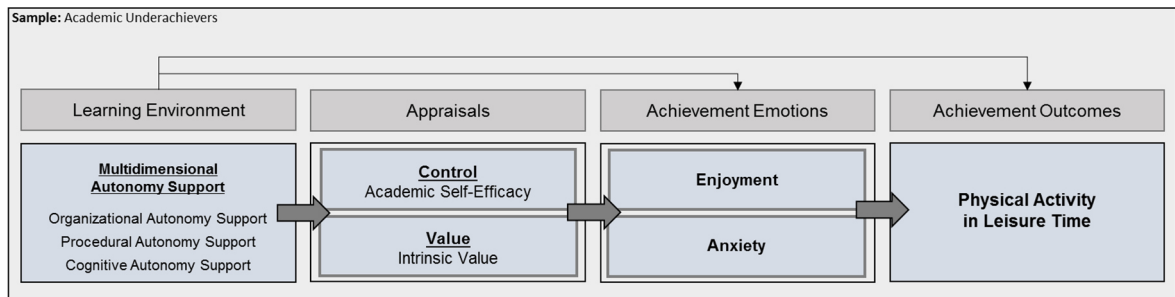 Sample: Academic Underachievers
Learning Environment
Appraisals
Achievement Emotions
Achievement Outcomes
Multidimensional
Autonomy Support
Organizational Autonomy Support
Procedural Autonomy Support
Cognitive Autonomy Support
Control
Academic Self-Efficacy
Value
Intrinsic Value
Enjoyment
Anxiety
Physical Activity
in Leisure Time